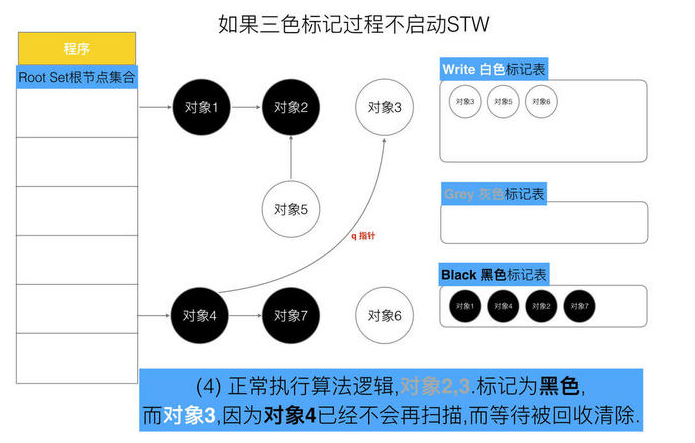 如果三色标记过程不启动STW
程序
Root Set根节点集合
对象1
对象2
对象3
对象5
q 指针
对象4
对象7
对象6
Write 白色标记表
对象3 对象5 对象6
Grey 灰色标记表
Black 黑色标记表
对象1 对象4 对象2 对象7
(4) 正常执行算法逻辑,对象2,3.标记为黑色,
而对象3,因为对象4已经不会再扫描,而等待被回收清除.